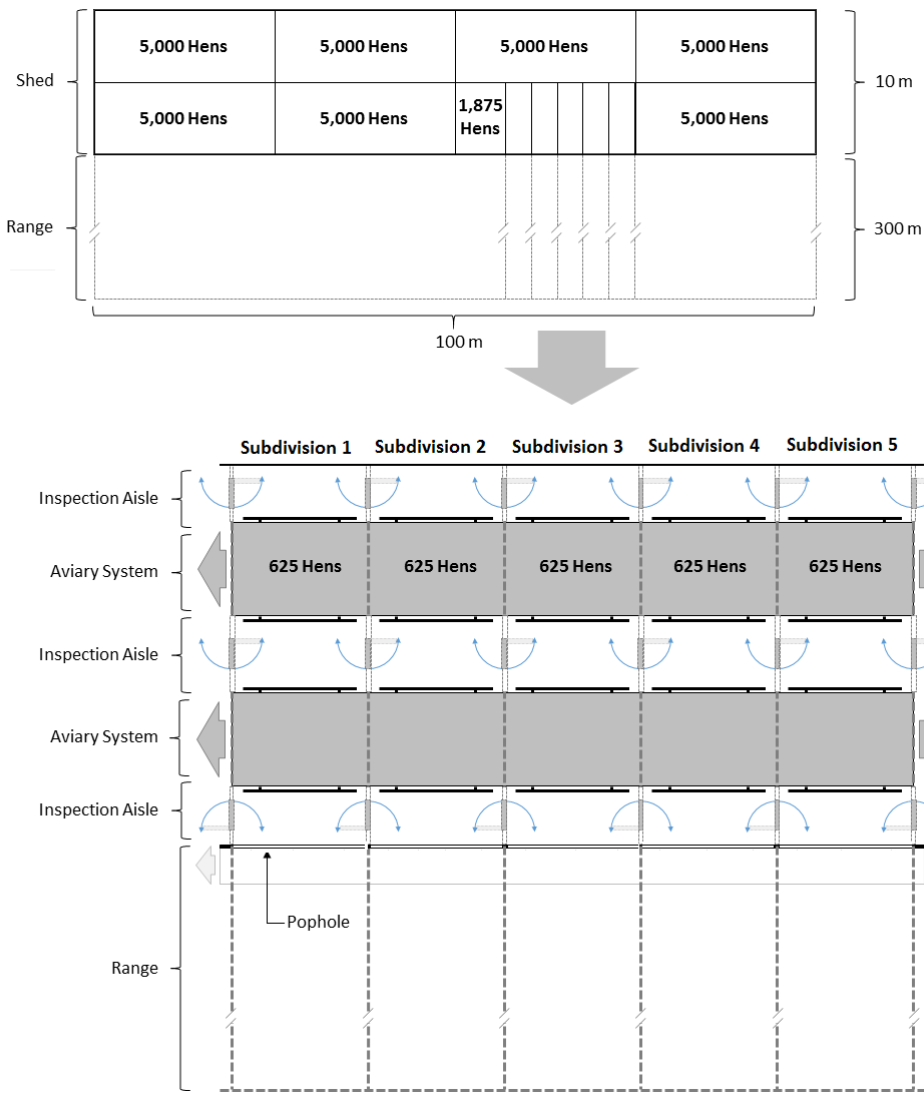 5,000 Hens
5,000 Hens
5,000 Hens
5,000 Hens
Shed
10 m
5,000 Hens
5,000 Hens
1,875
Hens
5,000 Hens
Range
300 m
100 m
Subdivision 1
Subdivision 2
Subdivision 3
Subdivision 4
Subdivision 5
Inspection Aisle
Aviary System
625 Hens
625 Hens
625 Hens
625 Hens
625 Hens
Inspection Aisle
Aviary System
Inspection Aisle
Pophole
Range